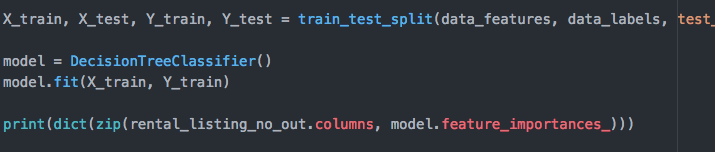 X_train, X_test, Y_train, Y_test = train_test_split(data_features, data_labels, test_
model = DecisionTreeClassifier()
model.fit(X_train, Y_train)
print(dict(zip(rental_listing_no_out.columns, model.feature_importances_)))